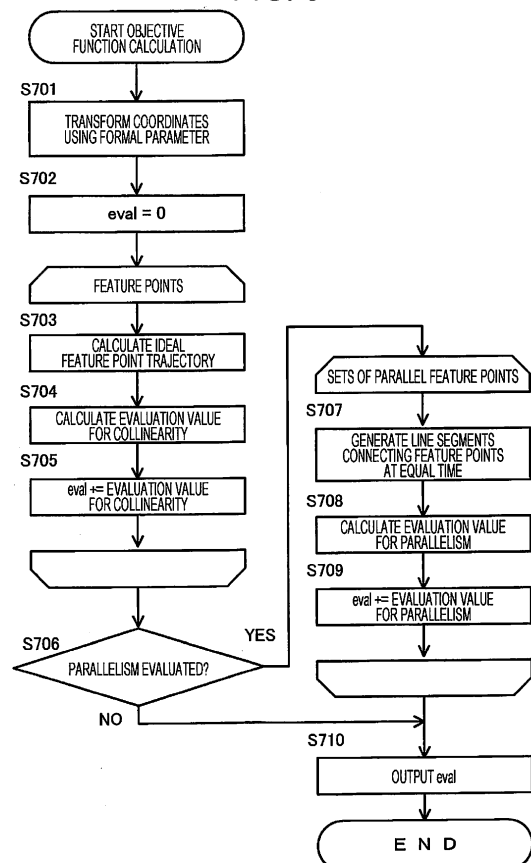 START OBJECTIVE
FUNCTION CALCULATION
S701
TRANSFORM COORDINATES
USING FORMAL PARAMETER
S702
eval = 0
FEATURE POINTS
S703
CALCULATE IDEAL
FEATURE POINT TRAJECTORY
S704
CALCULATE EVALUATION VALUE
FOR COLLINEARITY
S705
eval += EVALUATION VALUE
FOR COLLINEARITY
S706
PARALLELISM EVALUATED?
YES
NO
SETS OF PARALLEL FEATURE POINTS
S707
GENERATE LINE SEGMENTS
CONNECTING FEATURE POINTS
AT EQUAL TIME
S708
CALCULATE EVALUATION VALUE
FOR PARALLELISM
S709
eval += EVALUATION VALUE
FOR PARALLELISM
S710
OUTPUT eval
E N D